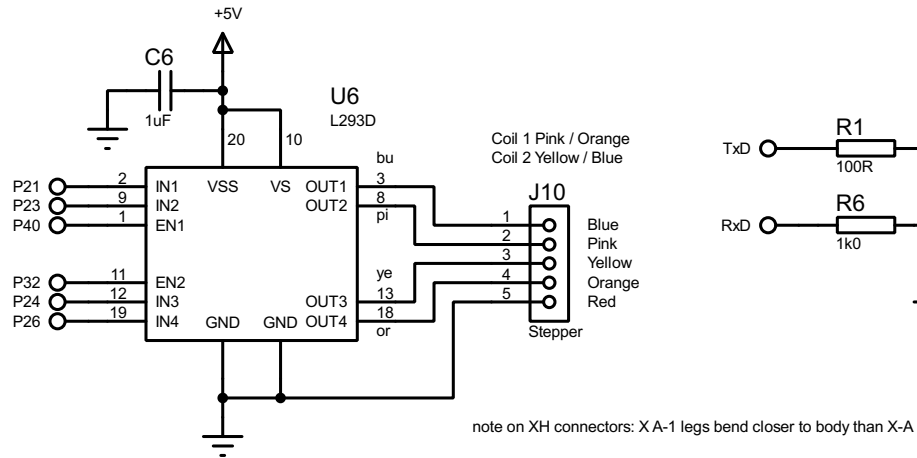 +5V
C6
1uF
U6
L293D
20
10
Coil 1 Pink / Orange
Coil 2 Yellow / Blue
bu
P21
2
IN1
VSS
VS
OUT1
3
P23
9
IN2
OUT2
8
P40
1
EN1
pi
J10
1
Blue
2
Pink
ye
3
Yellow
P32
11
EN2
4
Orange
P24
12
IN3
OUT3
13
5
Red
P26
19
IN4
GND
GND
OUT4
18
or
Stepper
TxD
R1
100R
RxD
R6
1k0
note on XH connectors: X A-1 legs bend closer to body than X-A